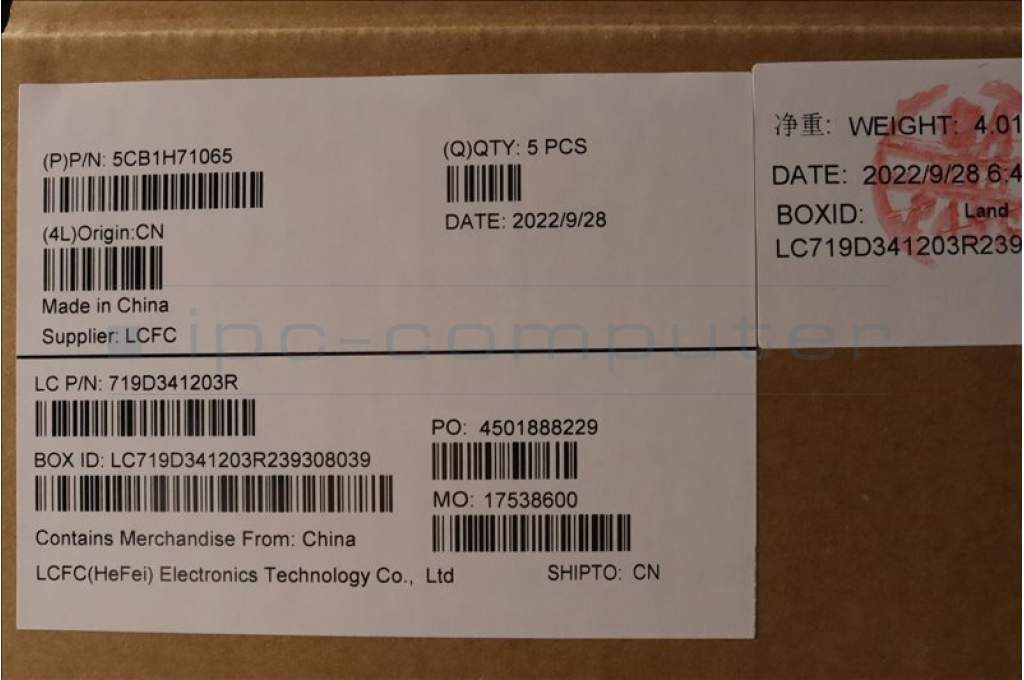 (P)P/N: 5CB1H71065
(Q)QTY: 5 PCS
DATE: 2022/9/28
(4L)Origin:CN
Made in China
Supplier: LCFC
LC P/N: 719D341203R
PO: 4501888229
BOX ID: LC719D341203R239308039
MO: 17538600
Contains Merchandise From: China
LCFC(HeFei) Electronics Technology Co., Ltd
SHIPTO: CN
净重: WEIGHT: 4.01
DATE: 2022/9/28 6:4
BOXID: Land
LC719D341203R239
ipc-computer